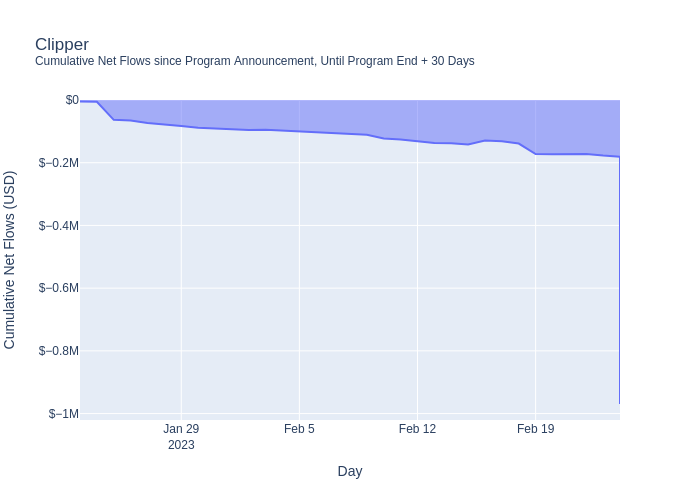 Clipper
Cumulative Net Flows since Program Announcement, Until Program End + 30 Days
Cumulative Net Flows (USD)
$0
$−0.2M
$−0.4M
$−0.6M
$−0.8M
$−1M
Jan 29
2023
Feb 5
Feb 12
Feb 19
Day